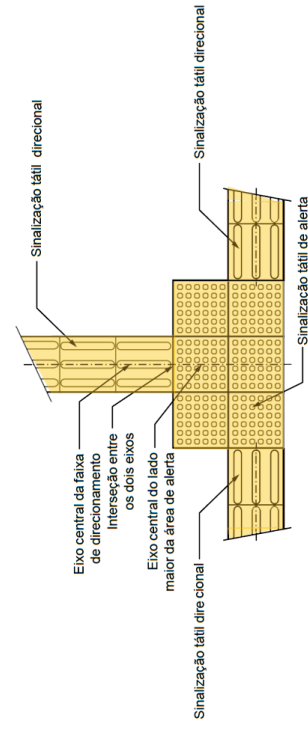 Sinalização tátil direcional
Eixo central da faixa
de direcionamento
Interseção entre
os dois eixos
Eixo central do lado
maior da área de alerta
Sinalização tátil direcional
Sinalização tátil dire cional
Sinalização tátil de alerta